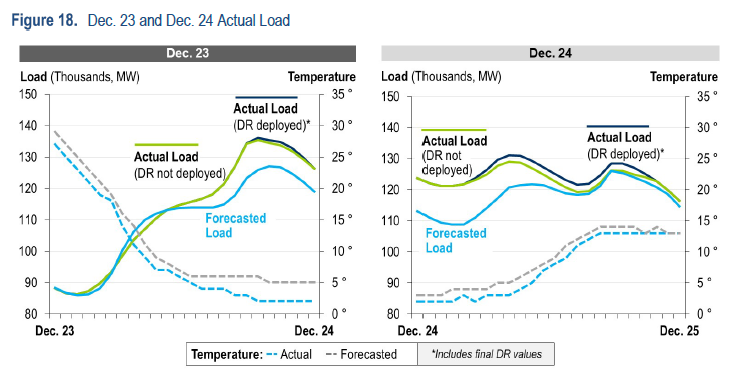 Figure 18. Dec. 23 and Dec. 24 Actual Load
Dec. 23
Load (Thousands, MW) Temperature
150 35°
140 30°
130 25°
120 20°
110 15°
100 10°
90 5°
80 0°
Actual Load
(DR deployed)*
Actual Load
(DR not deployed)
Forecasted
Load
Dec. 23 Dec. 24
Dec. 24
Load (Thousands, MW) Temperature
150 35°
140 30°
130 25°
120 20°
110 15°
100 10°
90 5°
80 0°
Actual Load
(DR not
deployed)
Actual Load
(DR deployed)*
Forecasted
Load
Dec. 24 Dec. 25
Temperature: Actual Forecasted *Includes final DR values